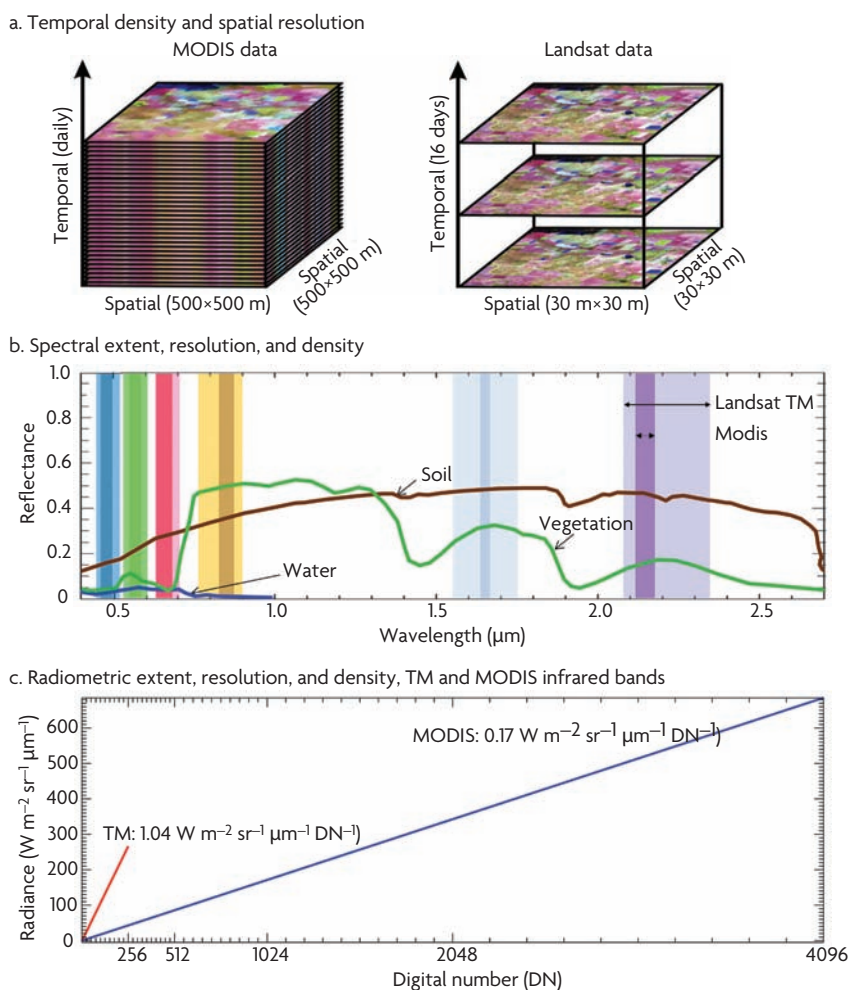 a. Temporal density and spatial resolution
MODIS data
Landsat data
Temporal (daily)
Spatial (500×500 m)
Spatial
(500×500 m)
Temporal (16 days)
Spatial (30 m×30 m)
Spatial
(30×30 m)
b. Spectral extent, resolution, and density
Reflectance
1.0
0.8
0.6
0.4
0.2
0
Landsat TM
Modis
Soil
Vegetation
Water
0.5 1.0 1.5 2.0 2.5
Wavelength (μm)
c. Radiometric extent, resolution, and density, TM and MODIS infrared bands
Radiance (W m−2 sr−1 μm−1)
600
500
400
300
200
100
0
MODIS: 0.17 W m−2 sr−1 μm−1 DN−1)
TM: 1.04 W m−2 sr−1 μm−1 DN−1)
256 512 1024 2048 4096
Digital number (DN)